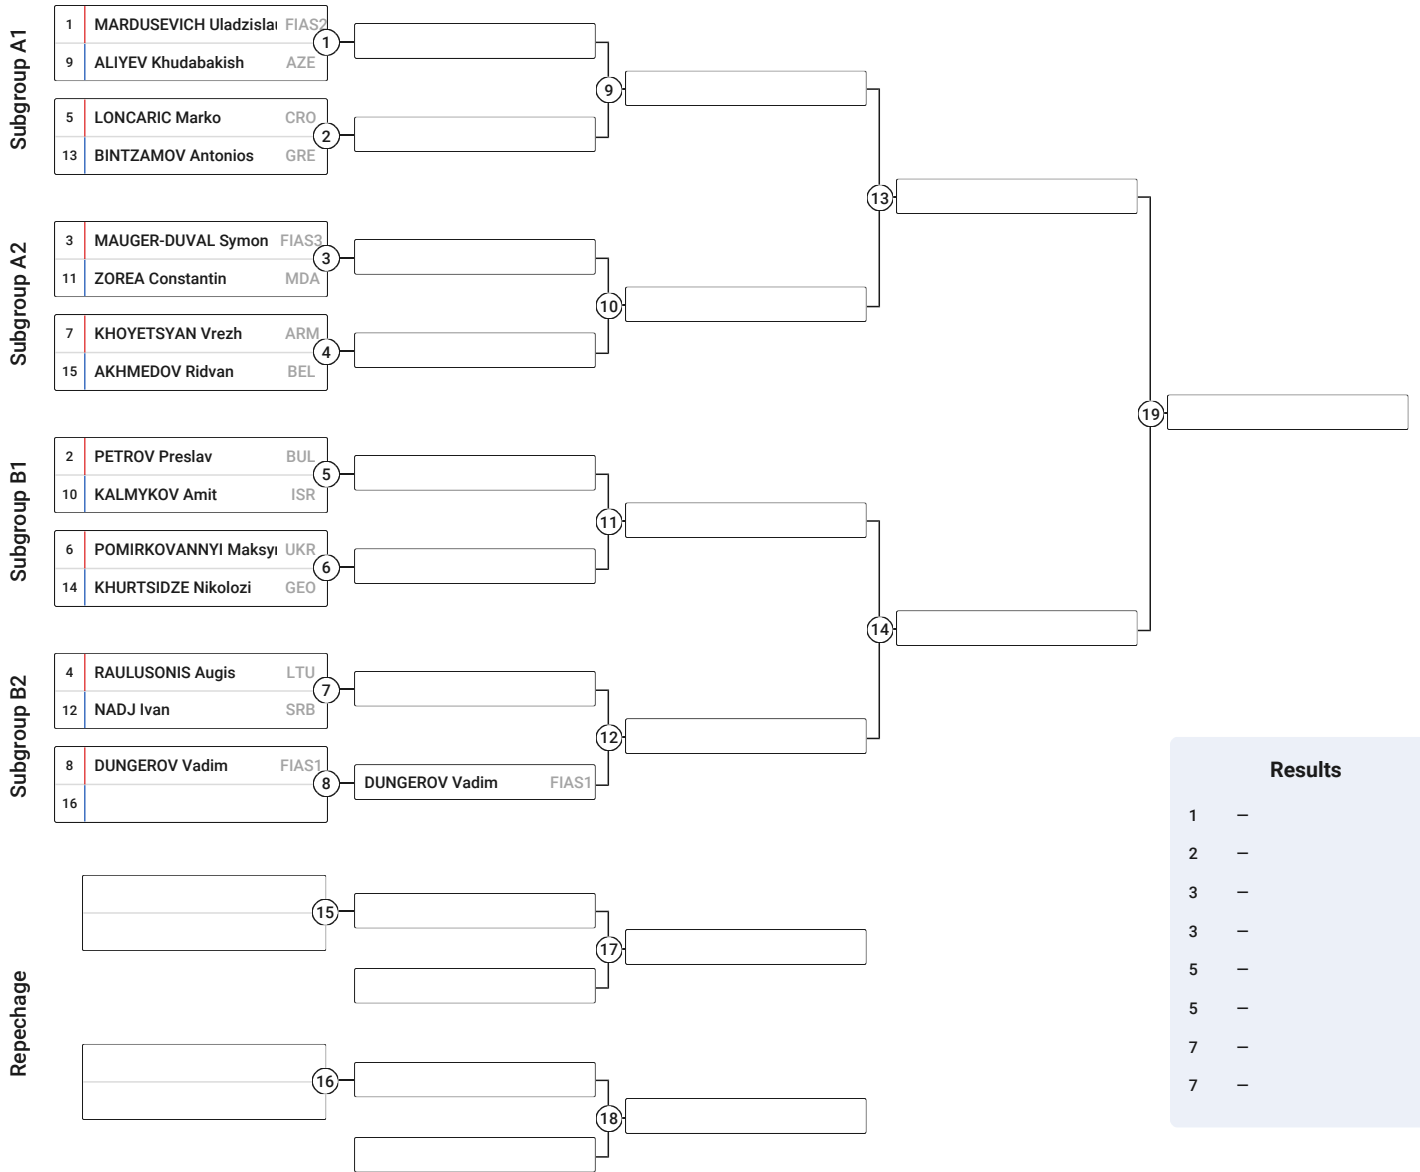 Subgroup A1
1 MARDUSEVICH Uladzisla FIAS2
1
9 ALIYEV Khudabakish AZE
9
5 LONCARIC Marko CRO
2
13 BINTZAMOV Antonios GRE
13
Subgroup A2
3 MAUGER-DUVAL Symon FIAS3
3
11 ZOREA Constantin MDA
10
7 KHOYETSYAN Vrezh ARM
4
15 AKHMEDOV Ridvan BEL
19
Subgroup B1
2 PETROV Preslav BUL
5
10 KALMYKOV Amit ISR
11
6 POMIRKOVANNYI Maksy UKR
6
14 KHURTSIDZE Nikolozi GEO
14
Subgroup B2
4 RAULUSONIS Augis LTU
7
12 NADJ Ivan SRB
12
8 DUNGEROV Vadim FIAS1
8
DUNGEROV Vadim FIAS1
16
Repechage
15
17
16
18
Results
1 –
2 –
3 –
3 –
5 –
5 –
7 –
7 –